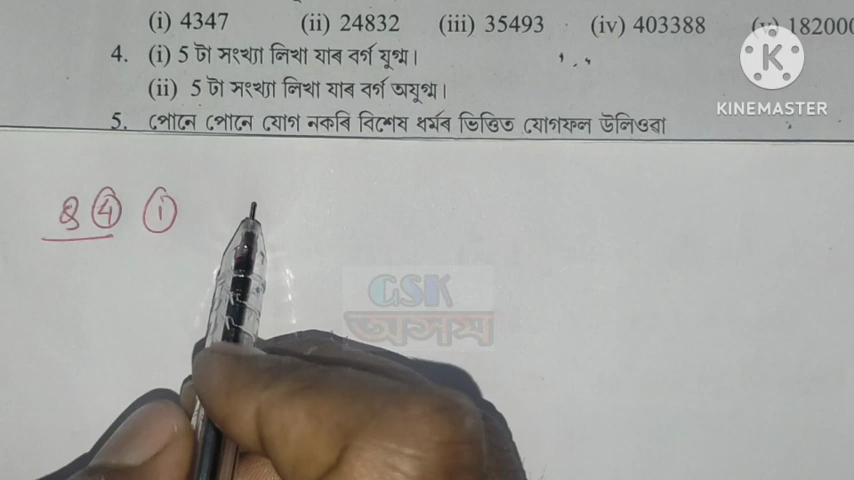 (i) 4347 (ii) 24832 (iii) 35493 (iv) 403388 (v) 182000
4. (i) 5 টা সংখ্যা লিখা যাৰ বৰ্গ যুগ্ম।
(ii) 5 টা সংখ্যা লিখা যাৰ বৰ্গ অযুগ্ম।
5. পোনে পোনে যোগ নকৰি বিশেষ ধৰ্মৰ ভিত্তিত যোগফল উলিওৱা
K
KINEMASTER
4 i
GSK
অসম